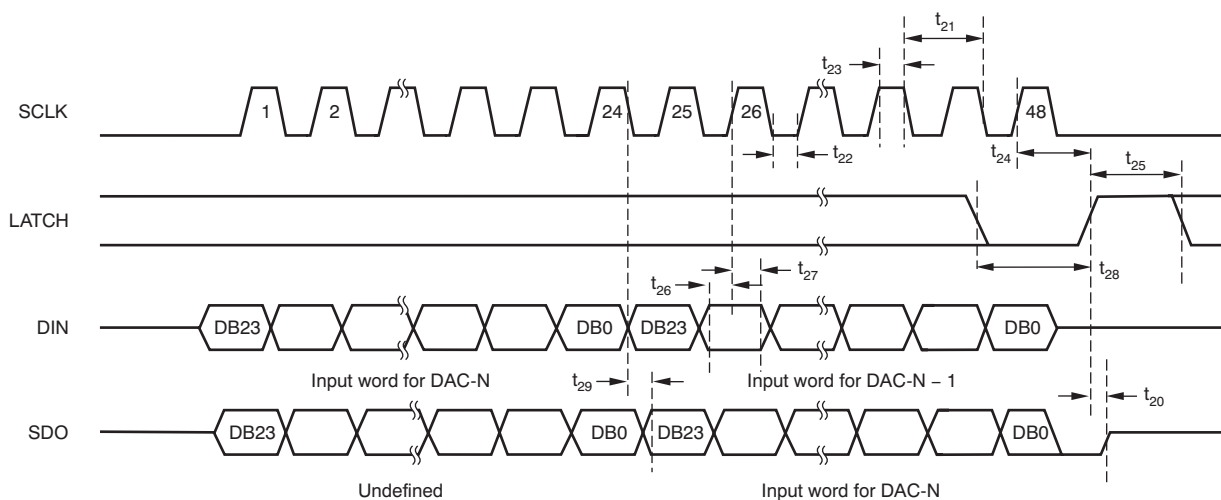 t21
t23
SCLK 1 2 24 25 26 48
t22
t24 t25
LATCH
t26 t27 t28
DIN DB23 DB0 DB23 DB0
Input word for DAC-N Input word for DAC-N – 1
t29 t20
SDO DB23 DB0 DB23 DB0
Undefined Input word for DAC-N